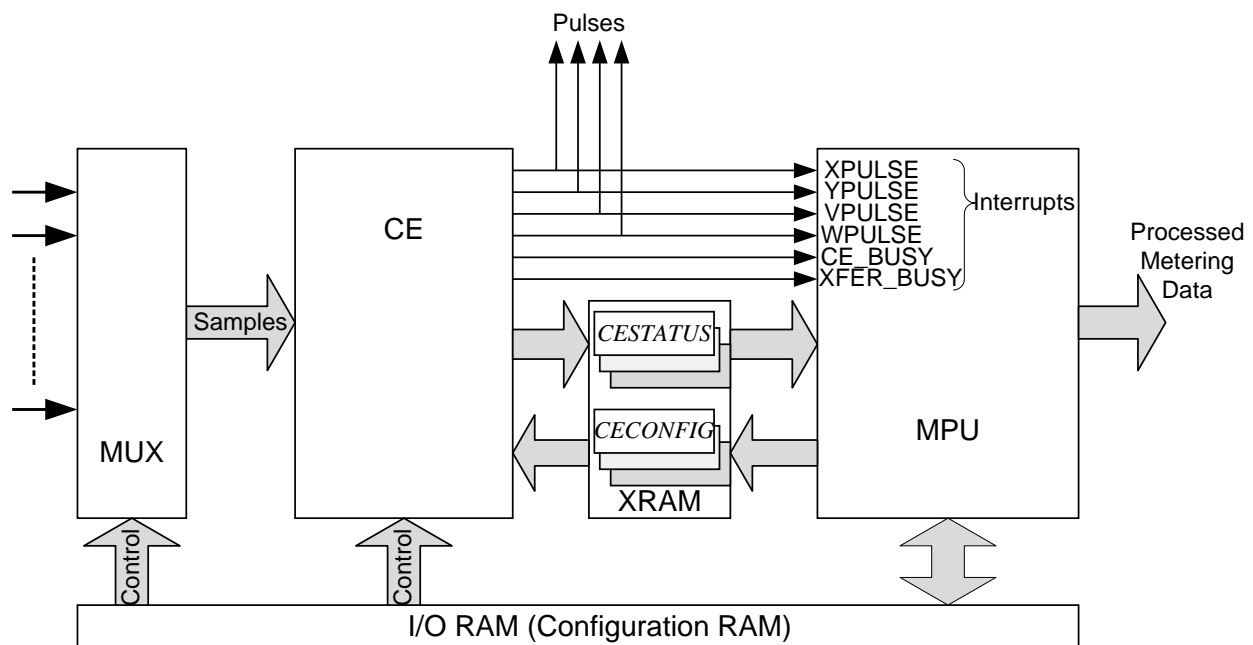 Pulses
XPULSE
YPULSE
VPULSE
WPULSE
CE_BUSY
XFER_BUSY
Interrupts
CE
Processed
Metering
Data
Samples
CESTATUS
CECONFIG
XRAM
MUX
MPU
Control
Control
I/O RAM (Configuration RAM)